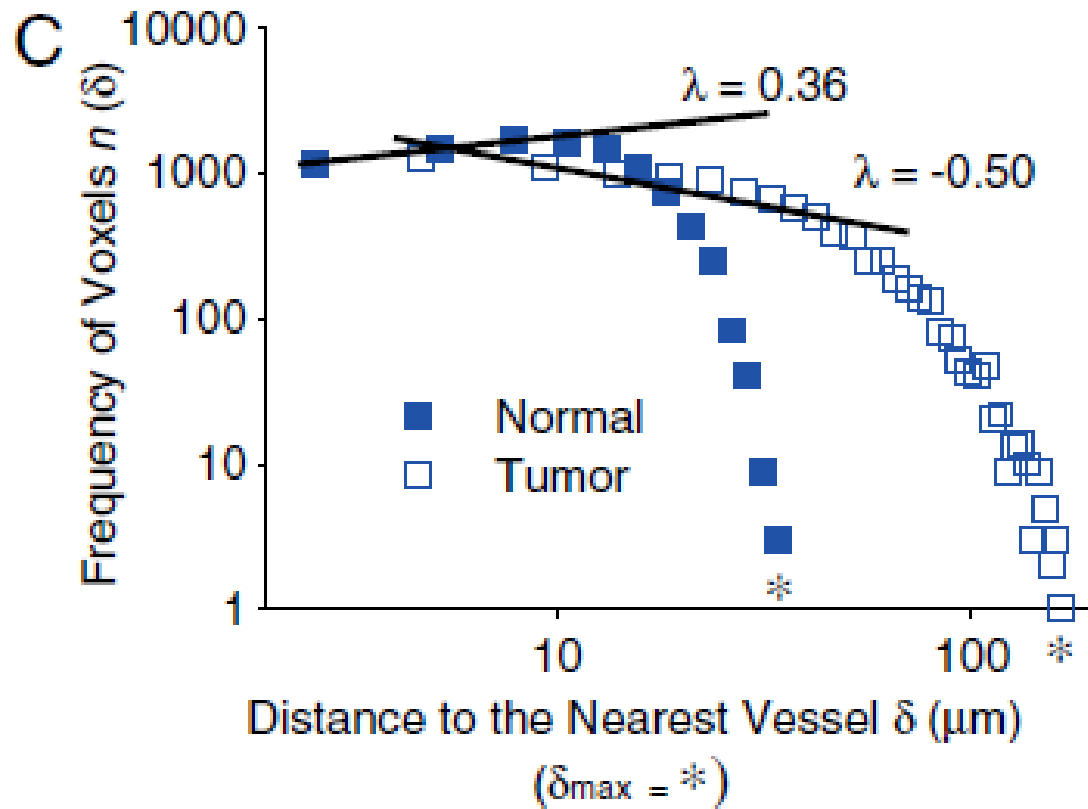 C
10000
1000
100
10
1
Frequency of Voxels n (δ)
λ = 0.36
λ = -0.50
Normal
Tumor
*
10
100
*
Distance to the Nearest Vessel δ (μm)
(δmax = *)